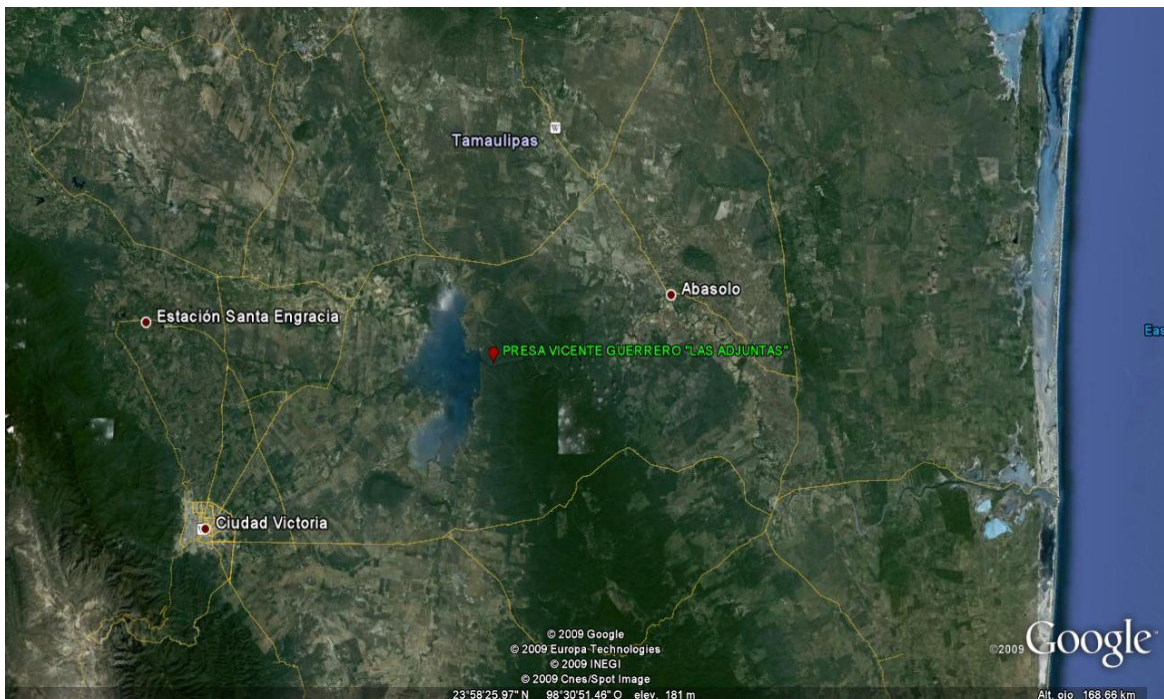 Tamaulipas
Abasolo
Estación Santa Engracia
PRESA VICENTE GUERRERO "LAS ADJUNTAS"
Eas
Ciudad Victoria
© 2009 Google
© 2009 Europa Technologies
© 2009 INEGI
© 2009 Cnes/Spot Image
©2009 Google™
23°58'25.97" N 98°30'51.46" O elev. 181 m Alt. ojo 168.66 km